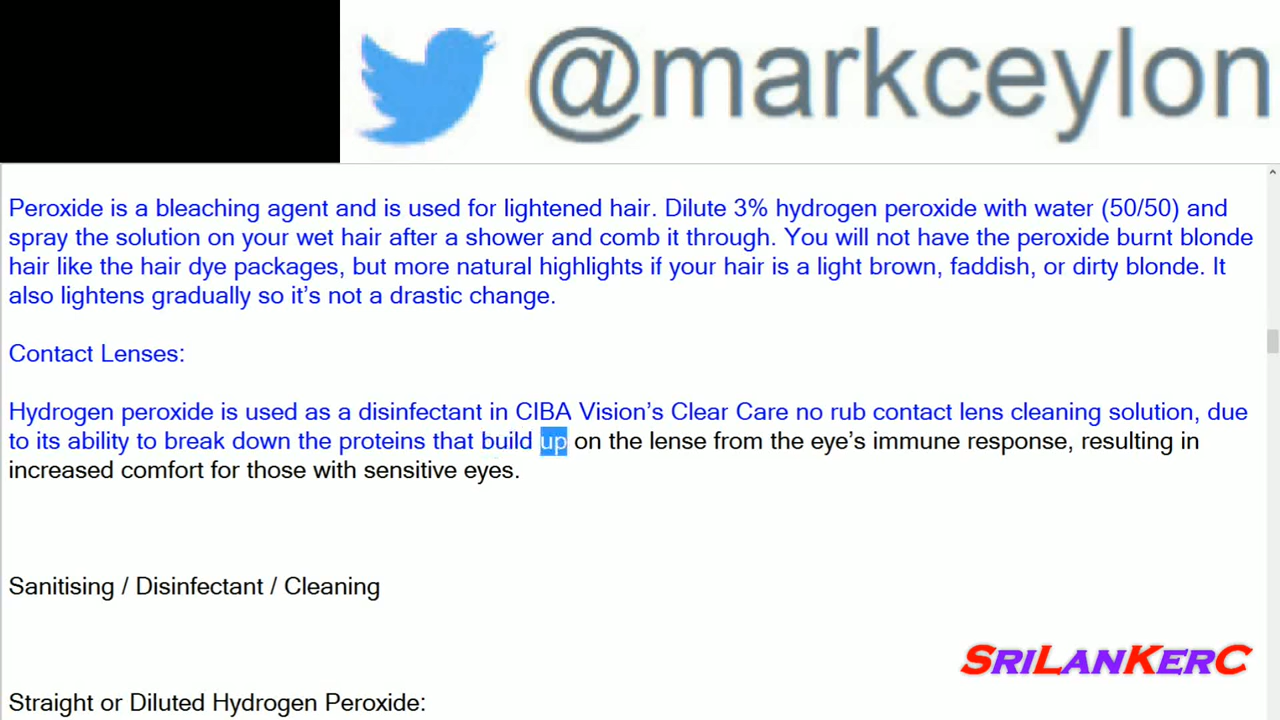 @markceylon
Peroxide is a bleaching agent and is used for lightened hair. Dilute 3% hydrogen peroxide with water (50/50) and
spray the solution on your wet hair after a shower and comb it through. You will not have the peroxide burnt blonde
hair like the hair dye packages, but more natural highlights if your hair is a light brown, faddish, or dirty blonde. It
also lightens gradually so it’s not a drastic change.
Contact Lenses:
Hydrogen peroxide is used as a disinfectant in CIBA Vision’s Clear Care no rub contact lens cleaning solution, due
to its ability to break down the proteins that build up on the lense from the eye’s immune response, resulting in
increased comfort for those with sensitive eyes.
Sanitising / Disinfectant / Cleaning
SRILANKERC
Straight or Diluted Hydrogen Peroxide: